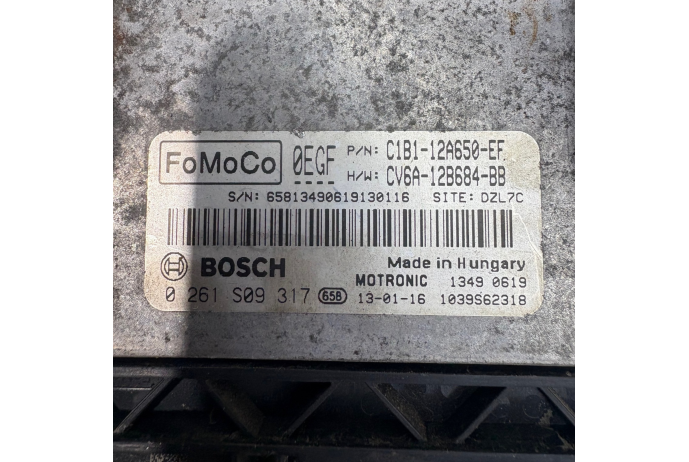 FoMoCo 0EGF P/N: C1B1-12A650-EF
H/W: CV6A-12B684-BB
S/N: 65813490619130116 SITE: DZL7C
BOSCH Made in Hungary
MOTRONIC 1349 0619
0 261 S09 317 65B 13-01-16 1039S62318